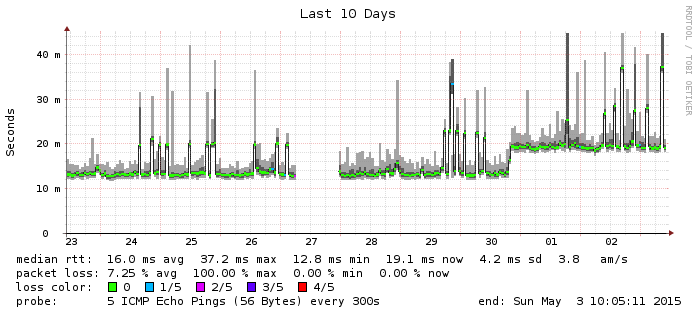 Last 10 Days
RRDTOOL / TOBI OETIKER
Seconds
40 m
30 m
20 m
10 m
0
23 24 25 26 27 28 29 30 01 02
median rtt: 16.0 ms avg 37.2 ms max 12.8 ms min 19.1 ms now 4.2 ms sd 3.8 am/s
packet loss: 7.25 % avg 100.00 % max 0.00 % min 0.00 % now
loss color: 0 1/5 2/5 3/5 4/5
probe: 5 ICMP Echo Pings (56 Bytes) every 300s end: Sun May 3 10:05:11 2015